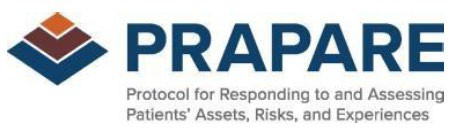 PRAPARE
Protocol for Responding to and Assessing
Patients' Assets, Risks, and Experiences